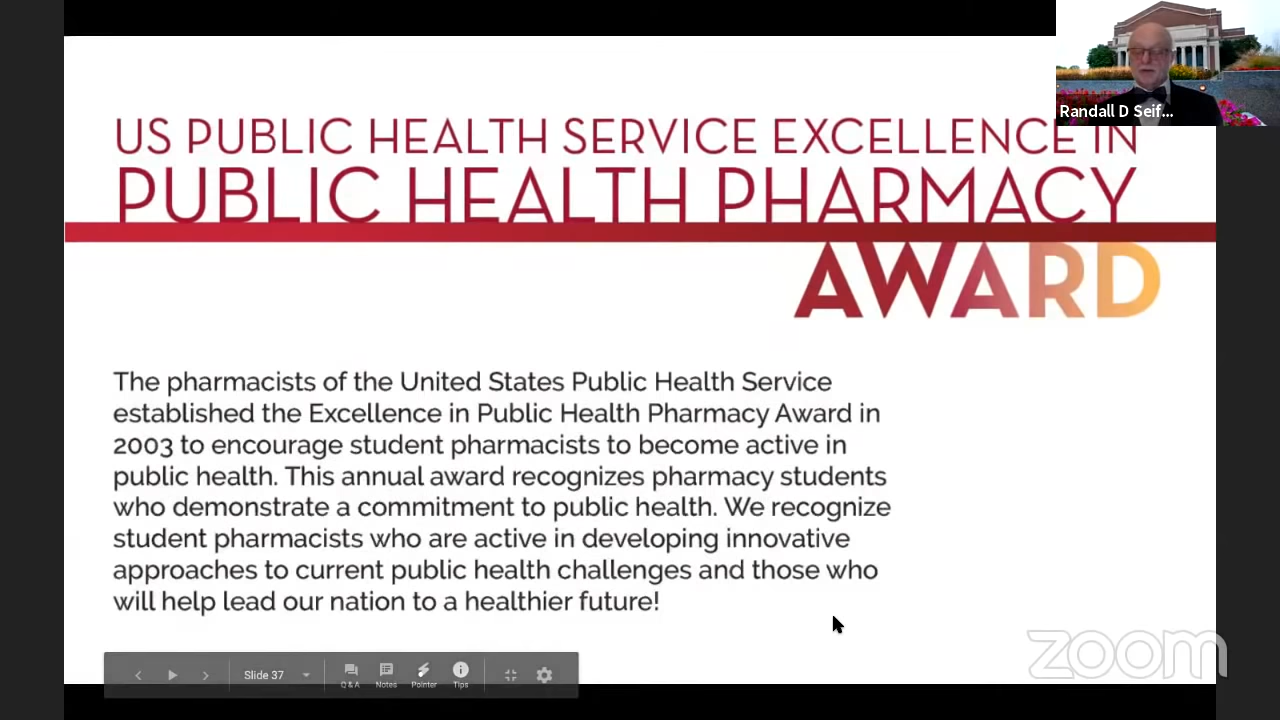 Randall D Seif...
US PUBLIC HEALTH SERVICE EXCELLENCE IN
PUBLIC HEALTH PHARMACY
AWARD
The pharmacists of the United States Public Health Service
established the Excellence in Public Health Pharmacy Award in
2003 to encourage student pharmacists to become active in
public health. This annual award recognizes pharmacy students
who demonstrate a commitment to public health. We recognize
student pharmacists who are active in developing innovative
approaches to current public health challenges and those who
will help lead our nation to a healthier future!
Slide 37
Q & A
Notes
Pointer
Tips
zoom